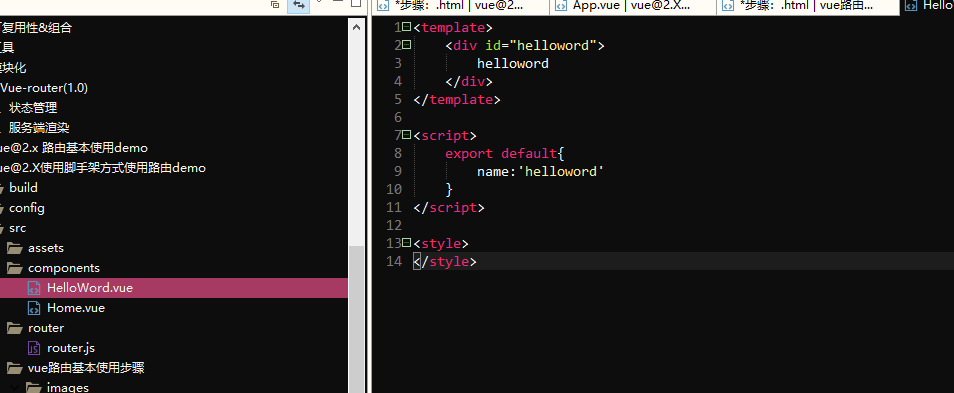 *步骤：.html | vue@2...
App.vue | vue@2.X...
*步骤：.html | vue路由...
Hello
复用性&组合
工具
模块化
Vue-router(1.0)
状态管理
服务端渲染
ue@2.x 路由基本使用demo
ue@2.X使用脚手架方式使用路由demo
build
config
src
assets
components
HelloWord.vue
Home.vue
router
router.js
vue路由基本使用步骤
images
1 <template>
2 <div id="helloword">
3 helloword
4 </div>
5 </template>
6
7 <script>
8 export default{
9 name:'helloword'
10 }
11 </script>
12
13 <style>
14 </style>